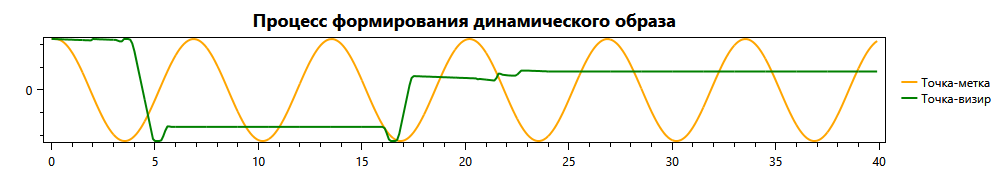 Процесс формирования динамического образа
0
Точка-метка
Точка-визир
0 5 10 15 20 25 30 35 40